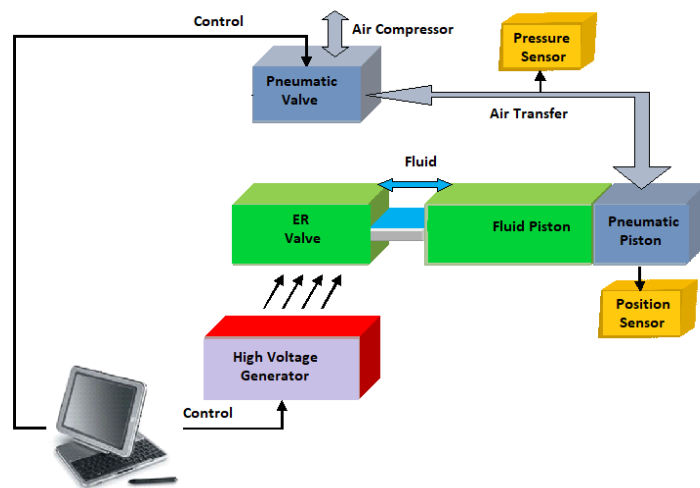 Control
Air Compressor
Pressure
Sensor
Pneumatic
Valve
Air Transfer
Fluid
ER
Valve
Fluid Piston
Pneumatic
Piston
Position
Sensor
High Voltage
Generator
Control